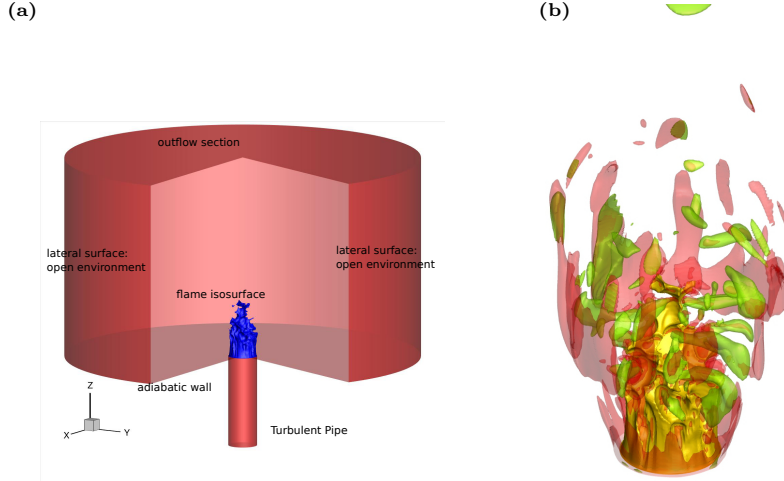 (a)
(b)
outflow section
lateral surface:
open environment
lateral surface:
open environment
flame isosurface
adiabatic wall
Z
X
Y
Turbulent Pipe